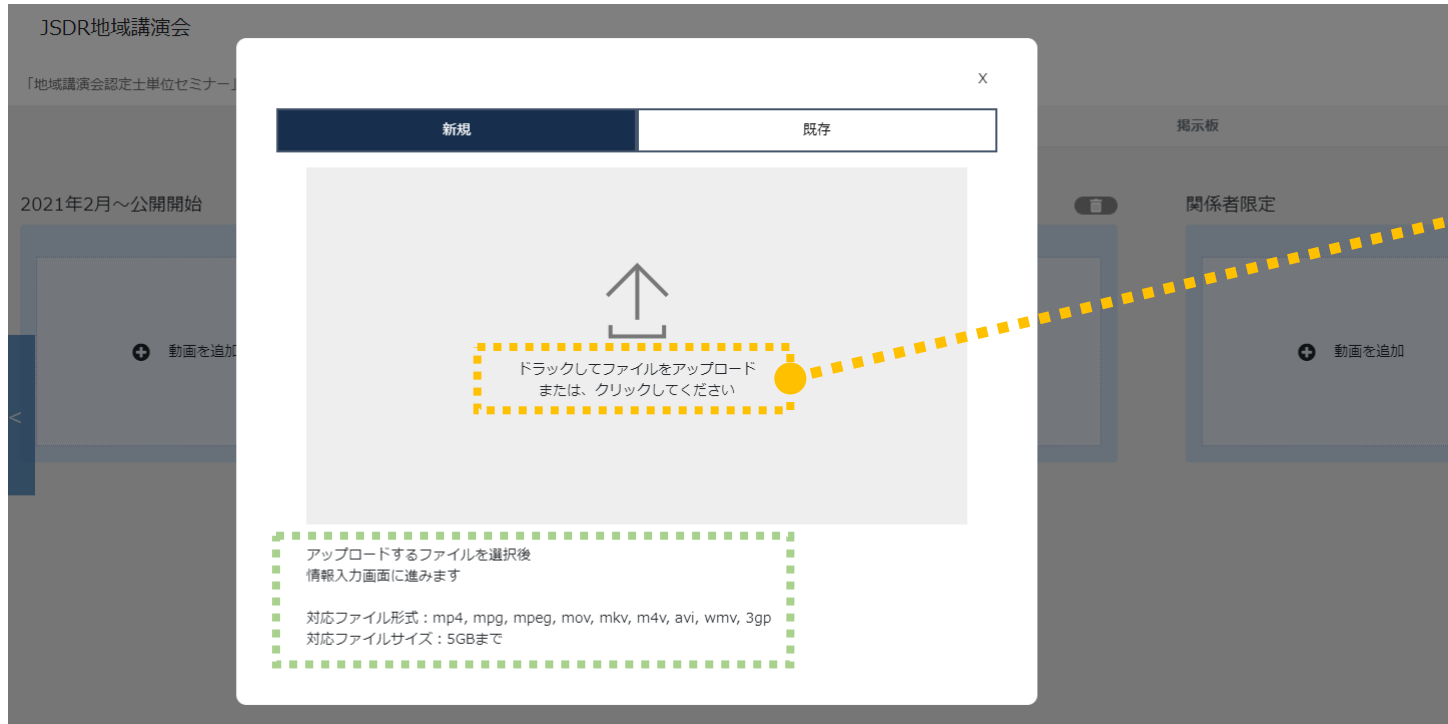 JSDR地域講演会
「地域講演会認定士単位セミナー」
X
新規
既存
掲示板
2021年2月～公開開始
関係者限定
動画を追加
動画を追加
<
ドラックしてファイルをアップロード
または、クリックしてください
アップロードするファイルを選択後
情報入力画面に進みます
対応ファイル形式：mp4, mpg, mpeg, mov, mkv, m4v, avi, wmv, 3gp
対応ファイルサイズ：5GBまで